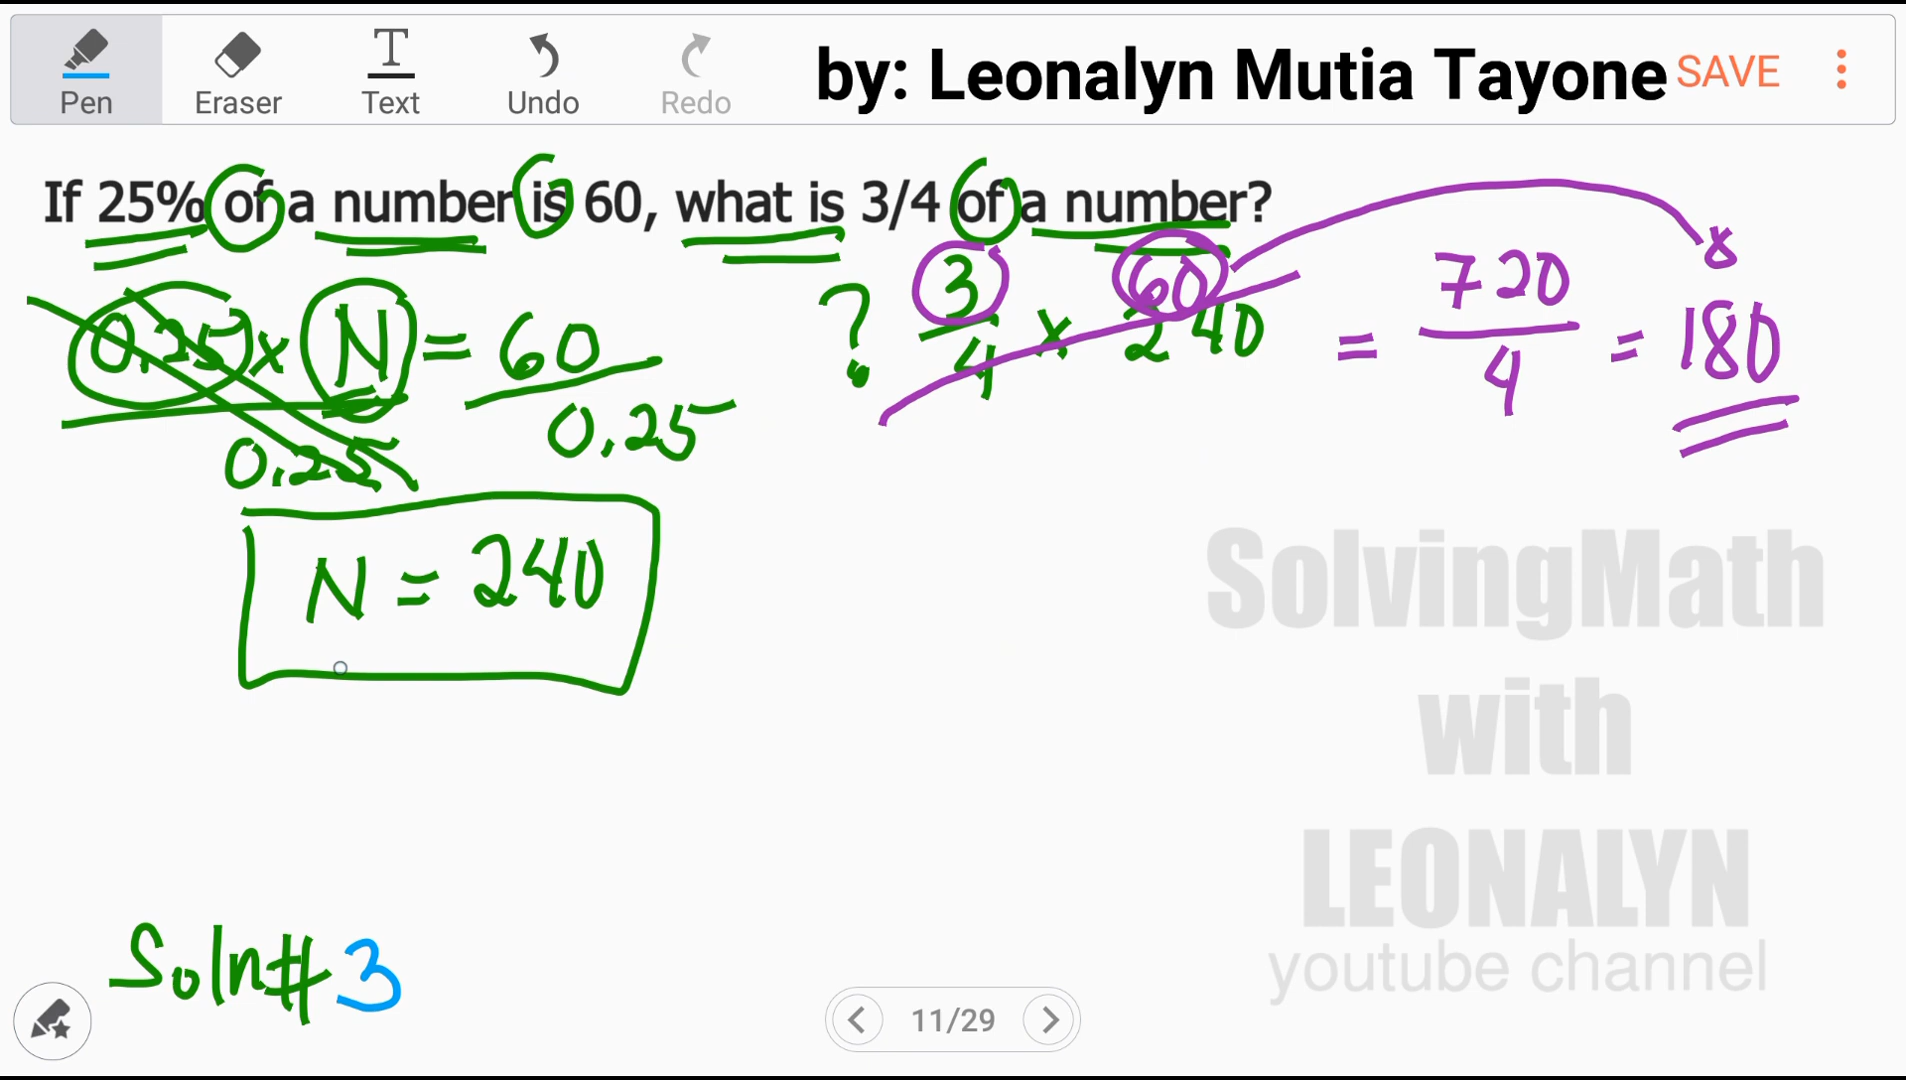 Pen Eraser Text Undo Redo by: Leonalyn Mutia Tayone SAVE
If 25% of a number is 60, what is 3/4 of a number?
0.25 x N = 60
0.25 0.25
N = 240
? 3/4 x 240 60 = 720/4 = 180
SolvingMath
with
LEONALYN
youtube channel
Soln# 3
11/29